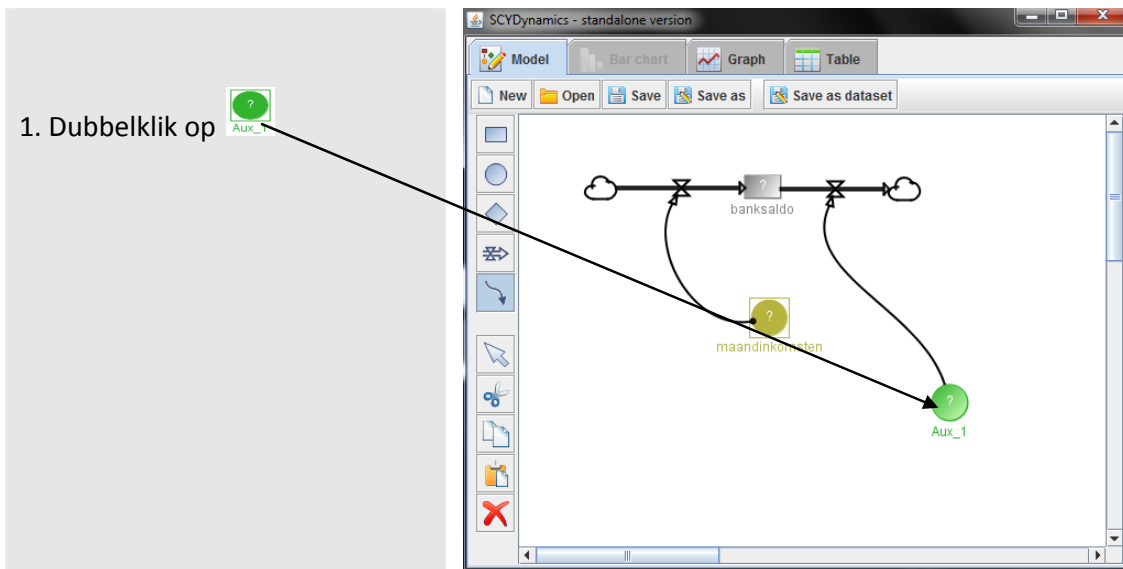 1. Dubbelklik op
?
Aux_1
SCYDynamics - standalone version
Model Bar chart Graph Table
New Open Save Save as Save as dataset
?
banksaldo
?
maandinkomsten
?
Aux_1